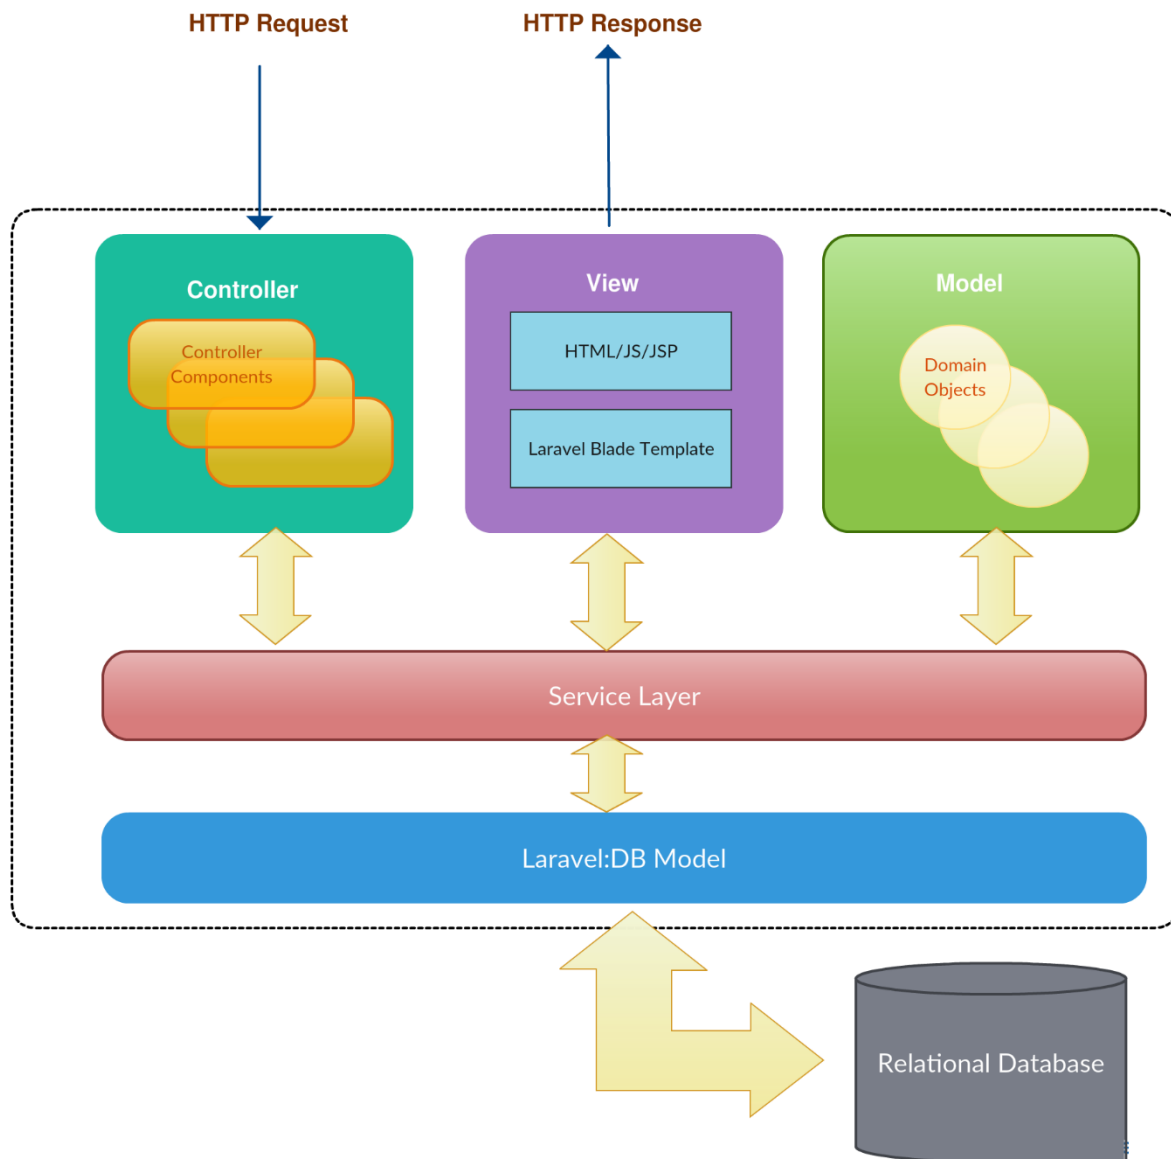 HTTP Request
HTTP Response
Controller
Controller
Components
View
HTML/JS/JSP
Laravel Blade Template
Model
Domain
Objects
Service Layer
Laravel:DB Model
Relational Database